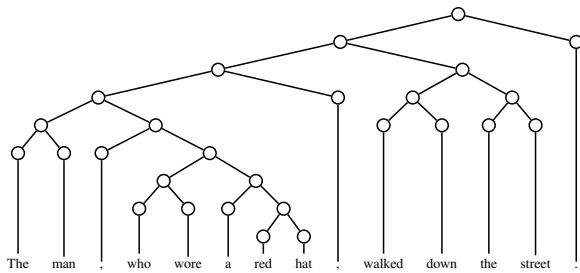 The man , who wore a red hat , walked down the street .